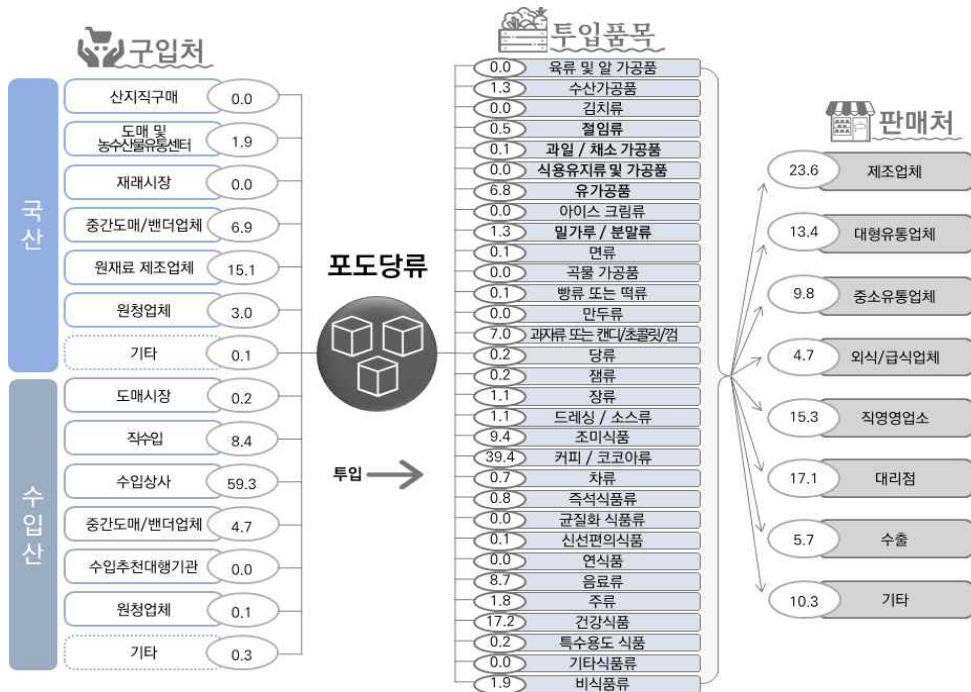 구입처
국산
산지직구매 0.0
도매 및
농수산물유통센터 1.9
재래시장 0.0
중간도매/밴더업체 6.9
원재료 제조업체 15.1
원청업체 3.0
기타 0.1
수입산
도매시장 0.2
직수입 8.4
수입상사 59.3
중간도매/밴더업체 4.7
수입추천대행기관 0.0
원청업체 0.1
기타 0.3
포도당류
투입
투입품목
0.0 육류 및 알 가공품
1.3 수산가공품
0.0 김치류
0.5 절임류
0.1 과일 / 채소 가공품
0.0 식용유지류 및 가공품
6.8 유가공품
0.0 아이스 크림류
1.3 밀가루 / 분말류
0.1 면류
0.0 곡물 가공품
0.1 빵류 또는 떡류
0.0 만두류
7.0 과자류 또는 캔디/초콜릿/껌
0.2 당류
0.2 잼류
1.1 장류
1.1 드레싱 / 소스류
9.4 조미식품
39.4 커피 / 코코아류
0.7 차류
0.8 즉석식품류
0.0 균질화 식품류
0.1 신선편의식품
0.0 연식품
8.7 음료류
1.8 주류
17.2 건강식품
0.2 특수용도 식품
0.0 기타식품류
1.9 비식품류
판매처
23.6 제조업체
13.4 대형유통업체
9.8 중소유통업체
4.7 외식/급식업체
15.3 직영영업소
17.1 대리점
5.7 수출
10.3 기타